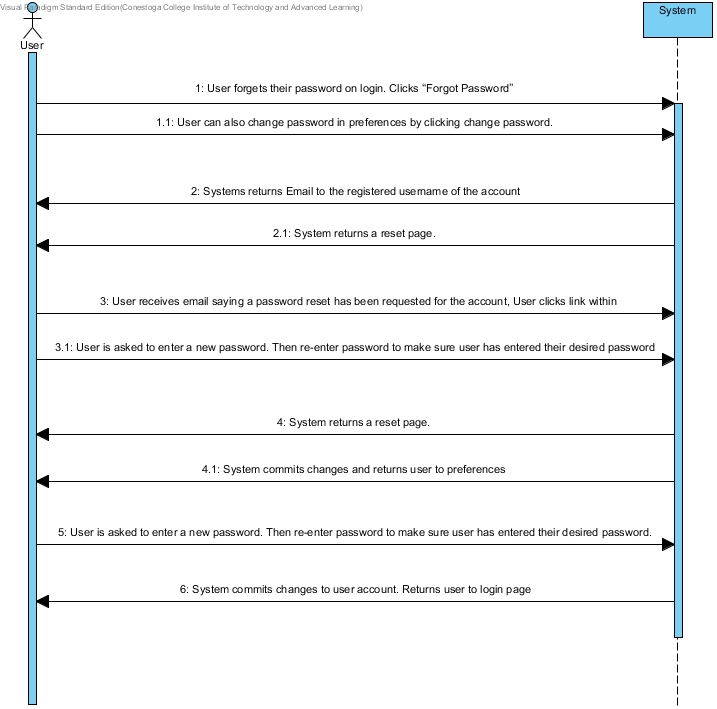 Visual Paradigm Standard Edition(Conestoga College Institute of Technology and Advanced Learning)
System
User
1: User forgets their password on login. Clicks “Forgot Password”
1.1: User can also change password in preferences by clicking change password.
2: Systems returns Email to the registered username of the account
2.1: System returns a reset page.
3: User receives email saying a password reset has been requested for the account, User clicks link within
3.1: User is asked to enter a new password. Then re-enter password to make sure user has entered their desired password
4: System returns a reset page.
4.1: System commits changes and returns user to preferences
5: User is asked to enter a new password. Then re-enter password to make sure user has entered their desired password.
6: System commits changes to user account. Returns user to login page